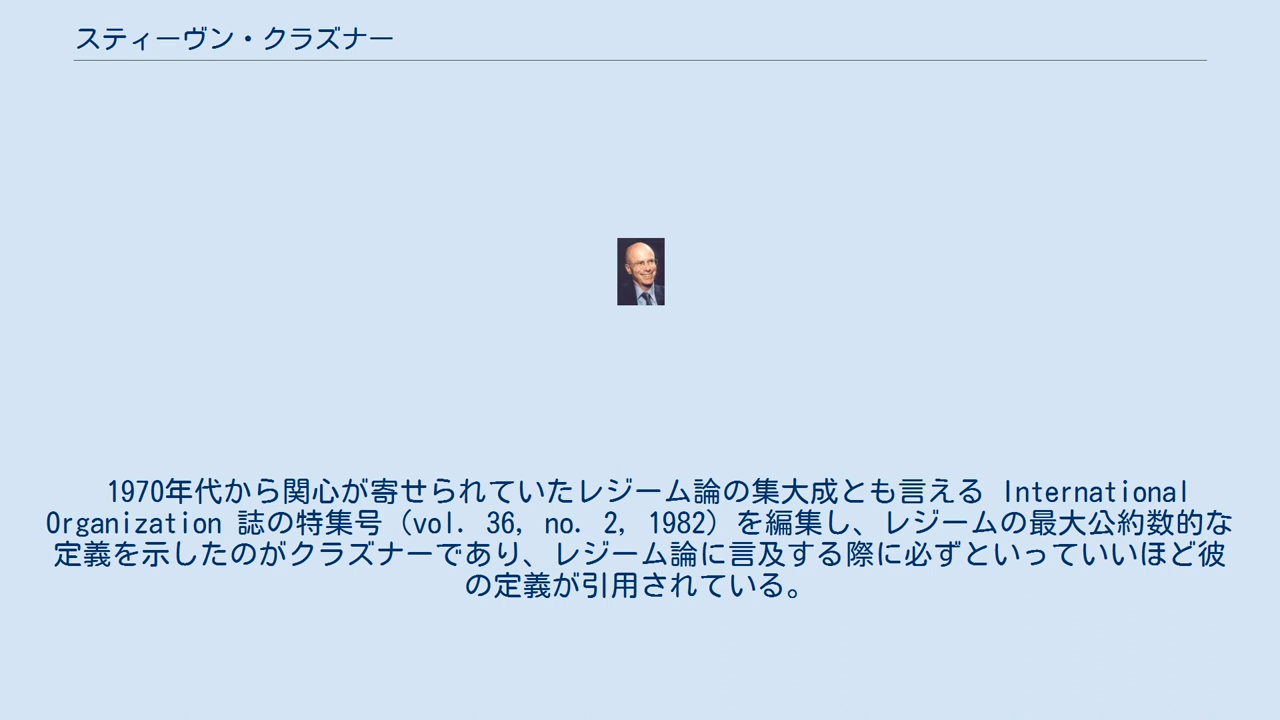 スティーヴン・クラズナー
1970年代から関心が寄せられていたレジーム論の集大成とも言える International
Organization 誌の特集号（vol. 36, no. 2, 1982）を編集し、レジームの最大公約数的な
定義を示したのがクラズナーであり、レジーム論に言及する際に必ずといっていいほど彼
の定義が引用されている。